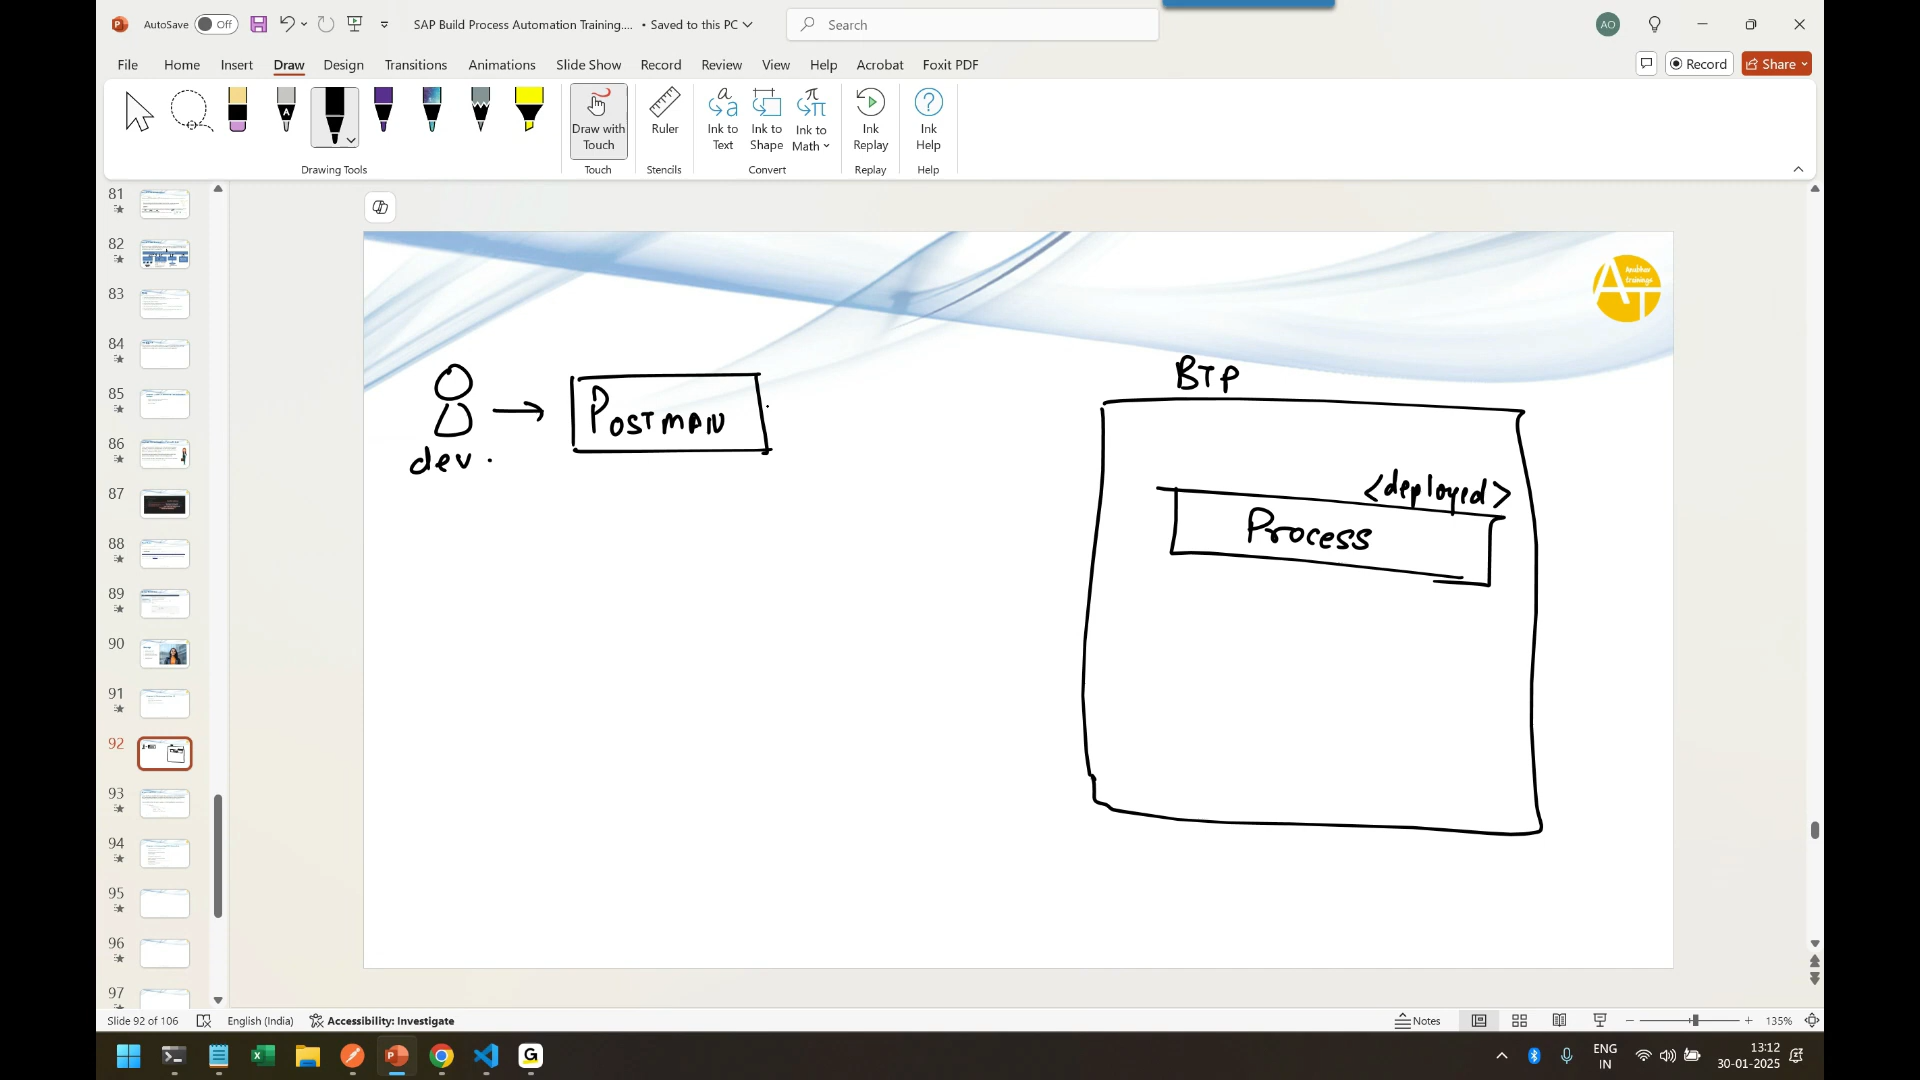 AutoSave Off SAP Build Process Automation Training.... • Saved to this PC Search AO
File Home Insert Draw Design Transitions Animations Slide Show Record Review View Help Acrobat Foxit PDF Record Share
Draw with Touch Ruler Ink to Text Ink to Shape Ink to Math Ink Replay Ink Help
Drawing Tools Touch Stencils Convert Replay Help
81
82
83
84
85
86
87
88
89
90
91
92
93
94
95
96
97
Anubhav
trainings
AT
BTP
POSTMAN
dev.
<deployed>
Process
Slide 92 of 106 English (India) Accessibility: Investigate Notes 135%
ENG
IN
13:12
30-01-2025